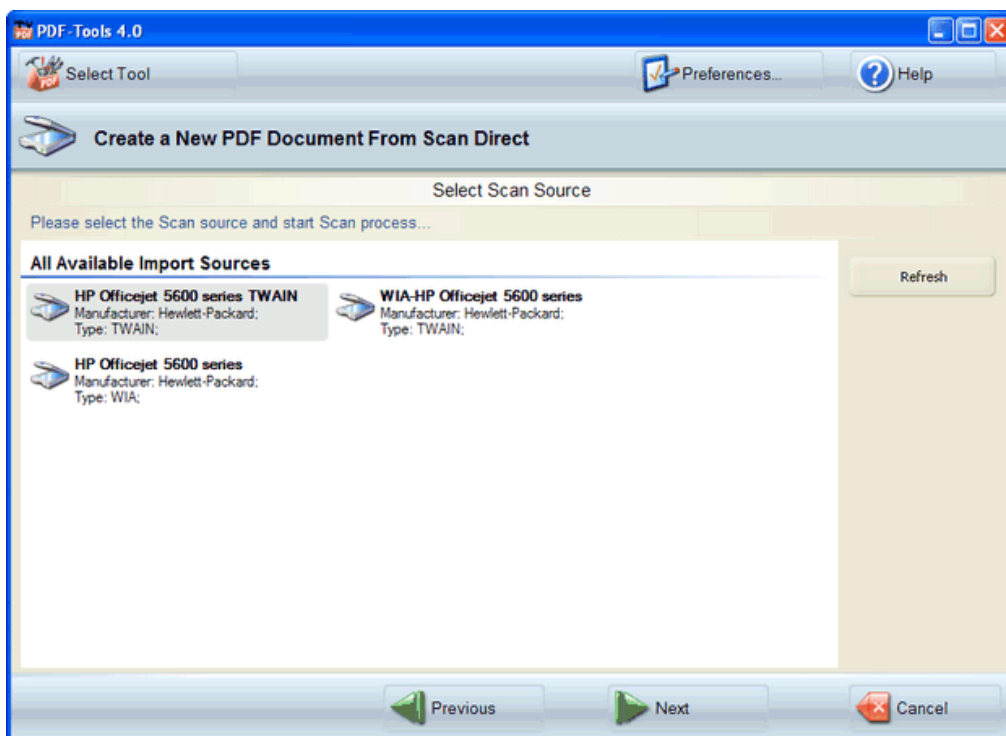 PDF-Tools 4.0
Select Tool
Preferences...
Help
Create a New PDF Document From Scan Direct
Select Scan Source
Please select the Scan source and start Scan process...
All Available Import Sources
HP Officejet 5600 series TWAIN
Manufacturer: Hewlett-Packard;
Type: TWAIN;
WIA-HP Officejet 5600 series
Manufacturer: Hewlett-Packard;
Type: TWAIN;
HP Officejet 5600 series
Manufacturer: Hewlett-Packard;
Type: WIA;
Refresh
Previous
Next
Cancel